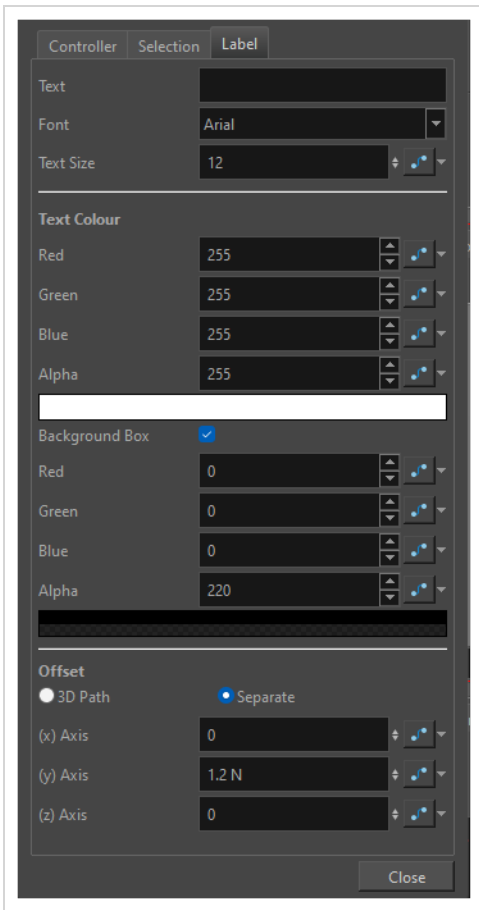 Controller Selection Label
Text
Font Arial
Text Size 12
Text Colour
Red 255
Green 255
Blue 255
Alpha 255
Background Box
Red 0
Green 0
Blue 0
Alpha 220
Offset
3D Path Separate
(x) Axis 0
(y) Axis 1.2 N
(z) Axis 0
Close